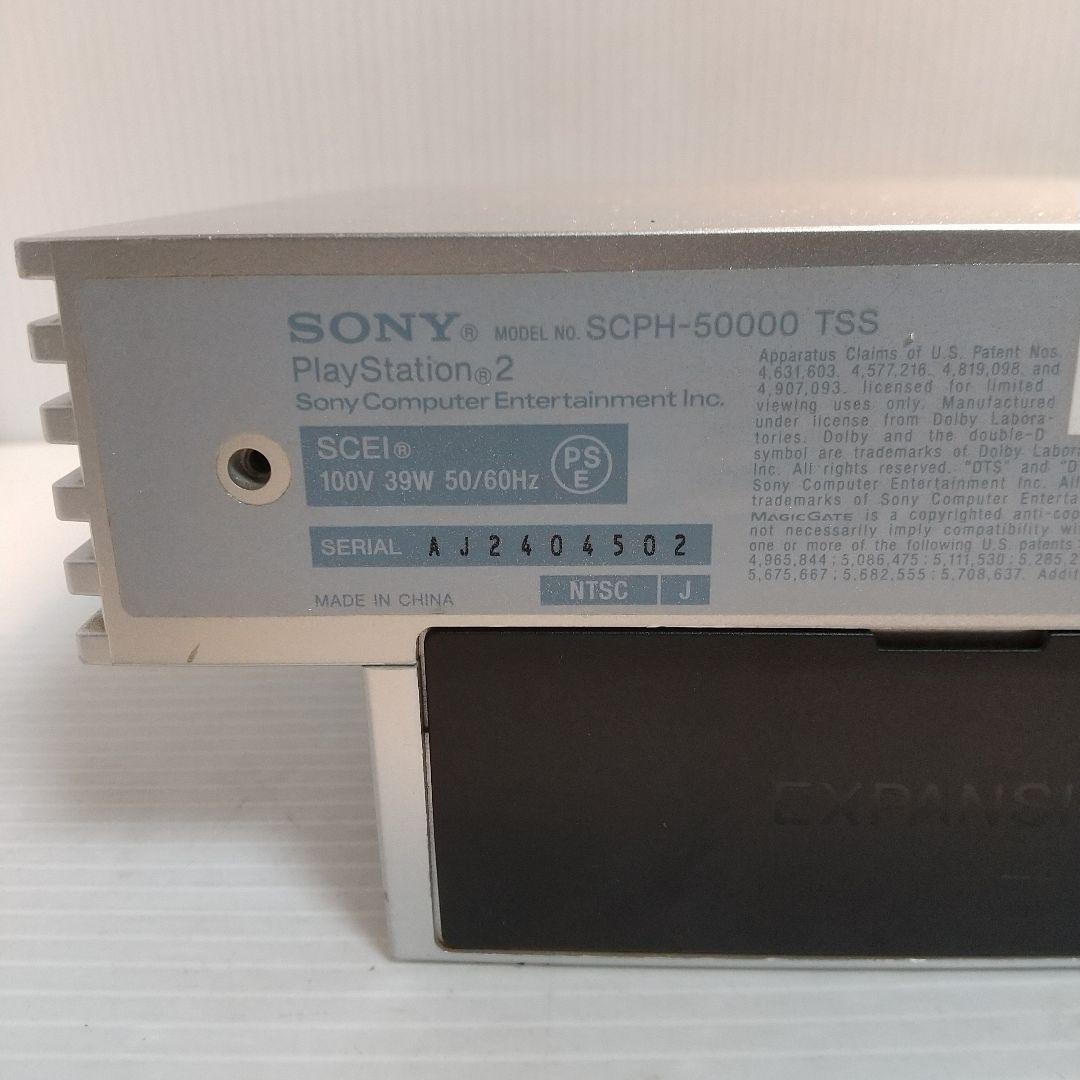 SONY® MODEL NO. SCPH-50000 TSS
PlayStation®2
Sony Computer Entertainment Inc.
SCEI®
100V 39W 50/60Hz
PS
E
SERIAL AJ2404502
NTSC J
MADE IN CHINA
Apparatus Claims of U.S. Patent Nos.
4,631,603. 4,577,216. 4,819,098. and
4,907,093. licensed for limited
viewing uses only. Manufactured
under license from Dolby Labora-
tories. Dolby and the double-D
symbol are trademarks of Dolby Labora
Inc. All rights reserved. "DTS" and "D
Sony Computer Entertainment Inc. All
trademarks of Sony Computer Enterta
MAGICGATE is a copyrighted anti-cop
not necessarily imply compatibility wi
one or more of the following U.S. patents
4,965,844 ; 5,086,475 ; 5,111,530 ; 5,285,2
5,675,667 ; 5,682,555 ; 5,708,637. Addit
EXPANSI